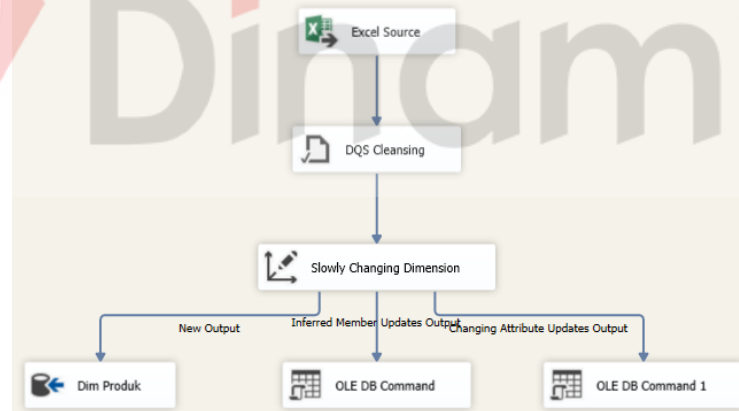 Dinam
Excel Source
DQS Cleansing
Slowly Changing Dimension
New Output
Inferred Member Updates Output
Changing Attribute Updates Output
Dim Produk
OLE DB Command
OLE DB Command 1